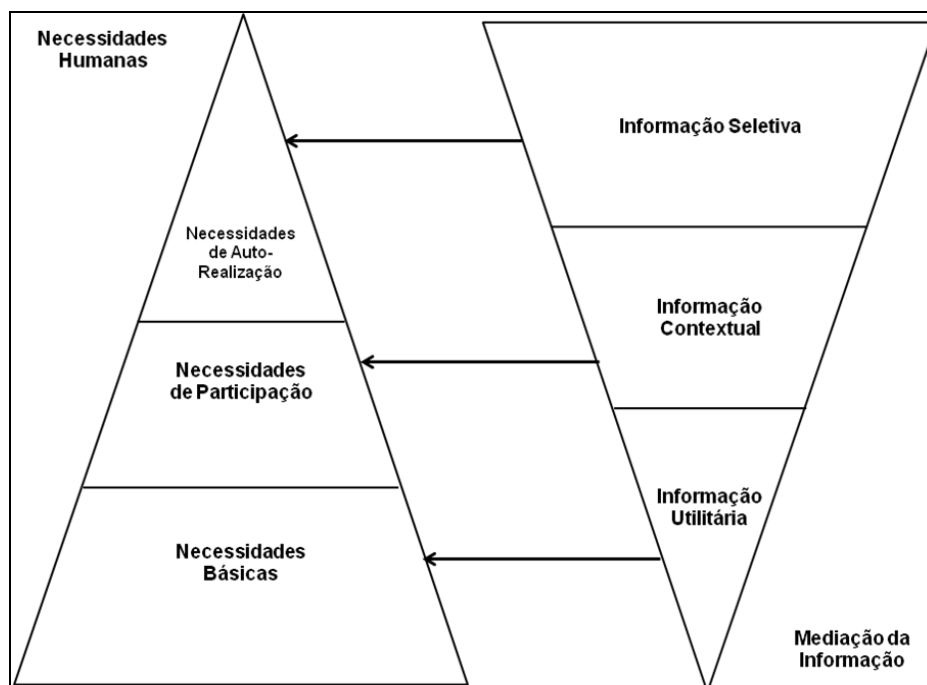 Necessidades
Humanas
Necessidades
de Auto-
Realização
Necessidades
de Participação
Necessidades
Básicas
Informação Seletiva
Informação
Contextual
Informação
Utilitária
Mediação da
Informação